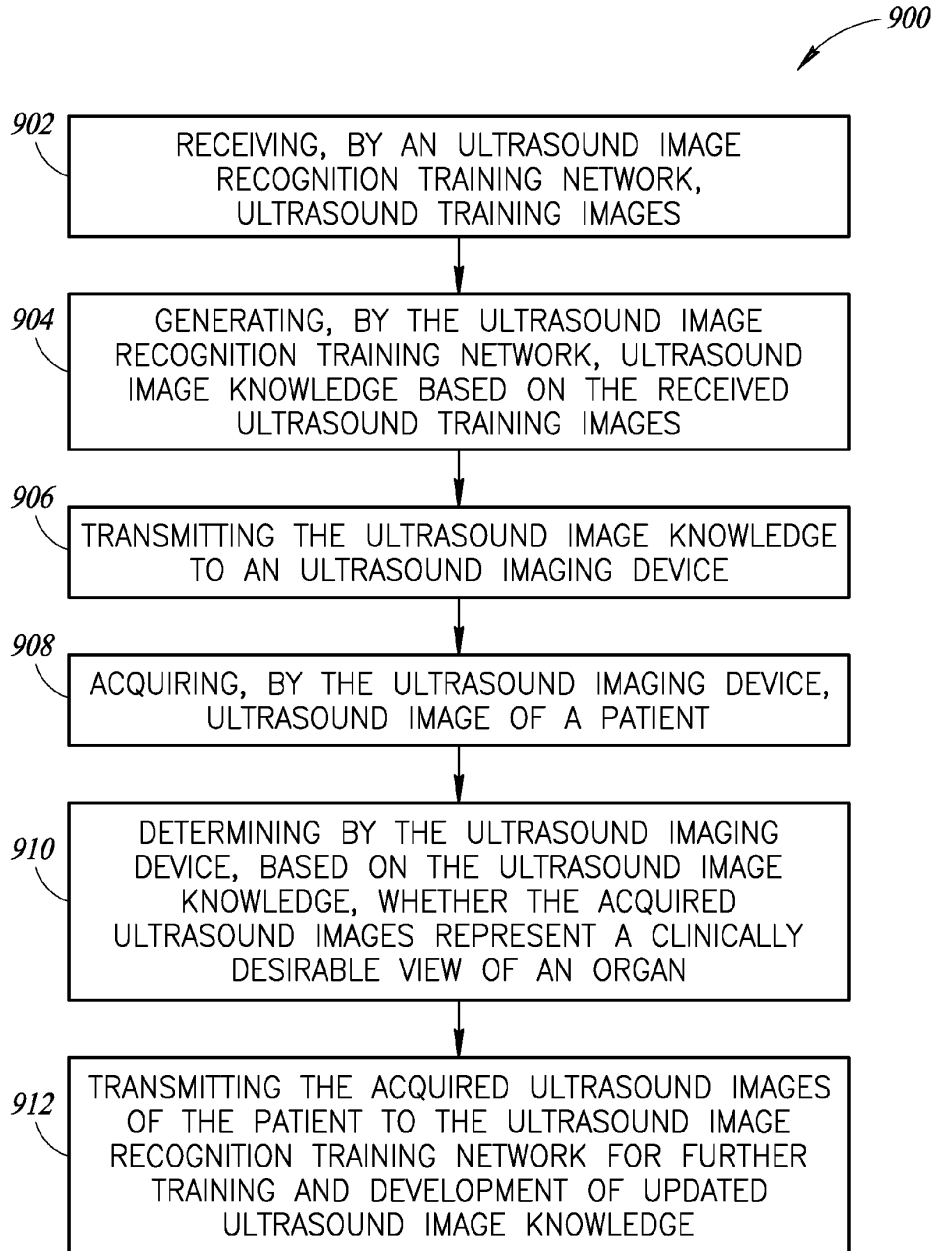 900
902
RECEIVING, BY AN ULTRASOUND IMAGE
RECOGNITION TRAINING NETWORK,
ULTRASOUND TRAINING IMAGES
904
GENERATING, BY THE ULTRASOUND IMAGE
RECOGNITION TRAINING NETWORK, ULTRASOUND
IMAGE KNOWLEDGE BASED ON THE RECEIVED
ULTRASOUND TRAINING IMAGES
906
TRANSMITTING THE ULTRASOUND IMAGE KNOWLEDGE
TO AN ULTRASOUND IMAGING DEVICE
908
ACQUIRING, BY THE ULTRASOUND IMAGING DEVICE,
ULTRASOUND IMAGE OF A PATIENT
910
DETERMINING BY THE ULTRASOUND IMAGING
DEVICE, BASED ON THE ULTRASOUND IMAGE
KNOWLEDGE, WHETHER THE ACQUIRED
ULTRASOUND IMAGES REPRESENT A CLINICALLY
DESIRABLE VIEW OF AN ORGAN
912
TRANSMITTING THE ACQUIRED ULTRASOUND IMAGES
OF THE PATIENT TO THE ULTRASOUND IMAGE
RECOGNITION TRAINING NETWORK FOR FURTHER
TRAINING AND DEVELOPMENT OF UPDATED
ULTRASOUND IMAGE KNOWLEDGE